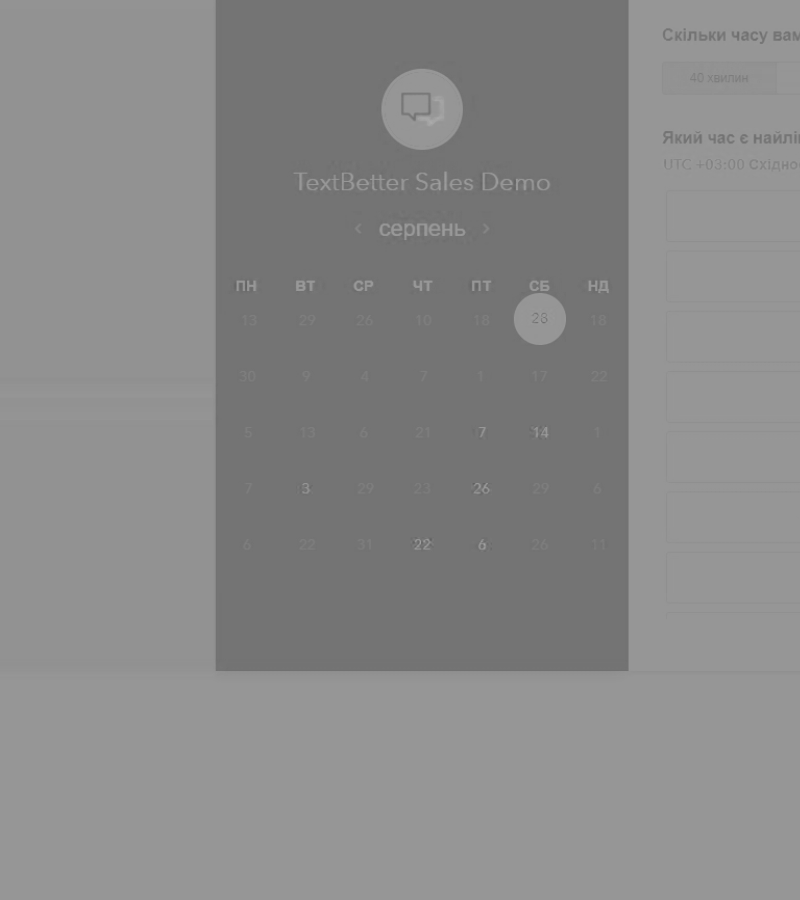 TextBetter Sales Demo
‹ серпень ›
ПН ВТ СР ЧТ ПТ СБ НД
13 29 26 10 18 28 18
30 9 4 7 1 17 22
5 13 6 21 7 14 1
7 3 29 23 26 29 6
6 22 31 22 6 26 11
Скільки часу вам
40 хвилин
Який час є найлі
UTC +03:00 Східно